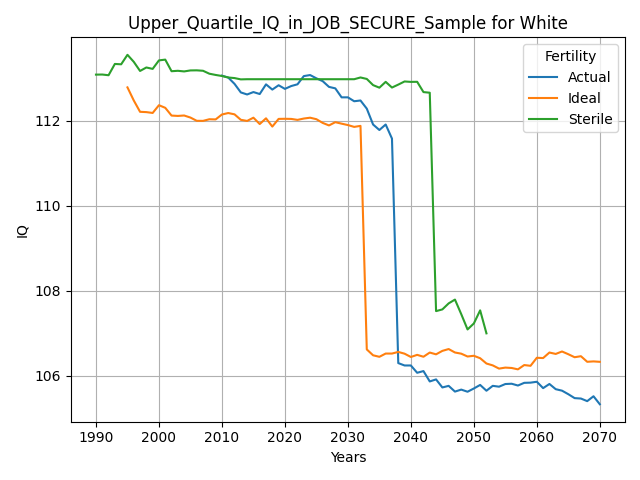 Upper_Quartile_IQ_in_JOB_SECURE_Sample for White
Fertility
Actual
Ideal
Sterile
112
110
108
106
IQ
1990 2000 2010 2020 2030 2040 2050 2060 2070
Years